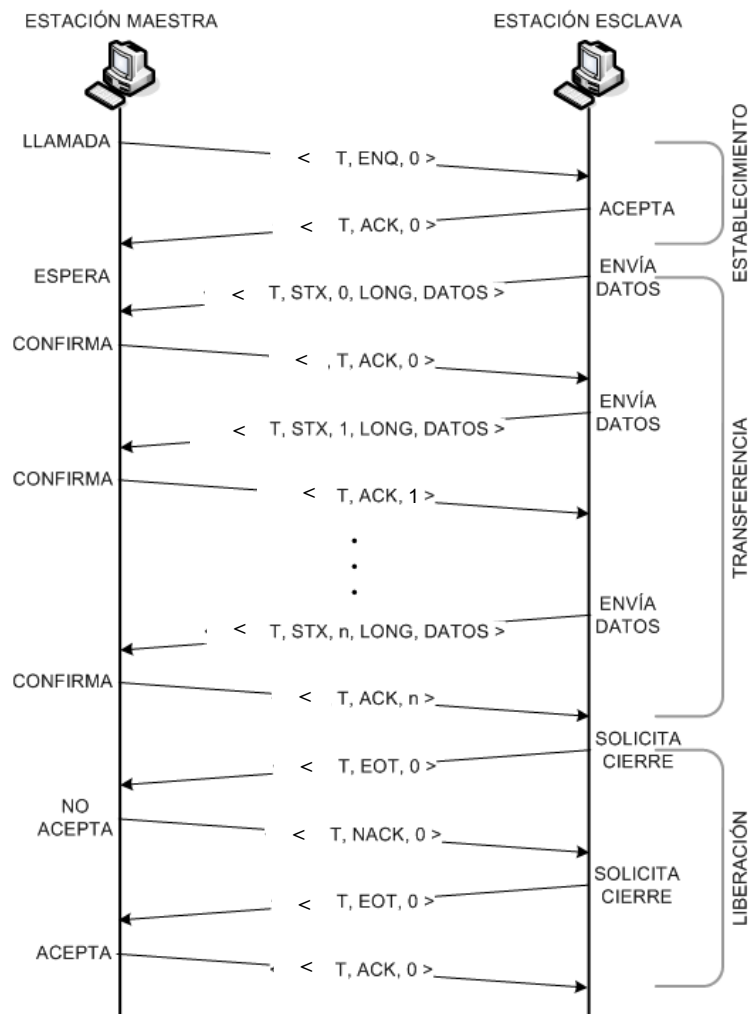 ESTACIÓN MAESTRA
ESTACIÓN ESCLAVA
LLAMADA
< T, ENQ, 0 >
ACEPTA
< T, ACK, 0 >
ESTABLECIMIENTO
ESPERA
ENVÍA
DATOS
< T, STX, 0, LONG, DATOS >
CONFIRMA
< , T, ACK, 0 >
ENVÍA
DATOS
< T, STX, 1, LONG, DATOS >
CONFIRMA
< T, ACK, 1 >
TRANSFERENCIA
ENVÍA
DATOS
< T, STX, n, LONG, DATOS >
CONFIRMA
< T, ACK, n >
SOLICITA
CIERRE
< T, EOT, 0 >
NO
ACEPTA
< T, NACK, 0 >
SOLICITA
CIERRE
< T, EOT, 0 >
LIBERACIÓN
ACEPTA
< T, ACK, 0 >